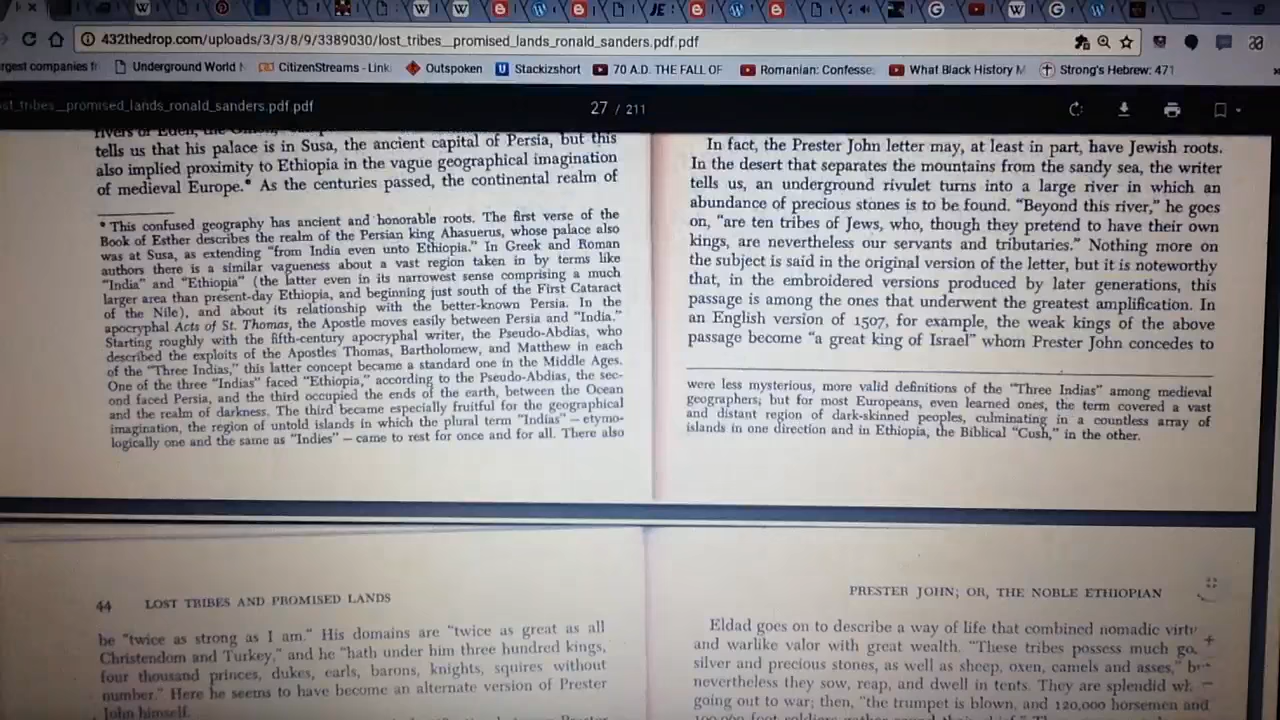 432thedrop.com/uploads/3/3/8/9/3389030/lost_tribes__promised_lands_ronald_sanders.pdf.pdf
rgest companies fr
Underground World N
CitizenStreams - Link
Outspoken
Stackizshort
70 A.D. THE FALL OF
Romanian: Confesse
What Black History M
Strong's Hebrew: 471
st_tribes__promised_lands_ronald_sanders.pdf.pdf
27 / 211
rivers of Eden, the
tells us that his palace is in Susa, the ancient capital of Persia, but this
also implied proximity to Ethiopia in the vague geographical imagination
of medieval Europe.* As the centuries passed, the continental realm of
* This confused geography has ancient and honorable roots. The first verse of the
Book of Esther describes the realm of the Persian king Ahasuerus, whose palace also
was at Susa, as extending "from India even unto Ethiopia." In Greek and Roman
authors there is a similar vagueness about a vast region taken in by terms like
"India" and "Ethiopia" (the latter even in its narrowest sense comprising a much
larger area than present-day Ethiopia, and beginning just south of the First Cataract
of the Nile), and about its relationship with the better-known Persia. In the
apocryphal Acts of St. Thomas, the Apostle moves easily between Persia and "India."
Starting roughly with the fifth-century apocryphal writer, the Pseudo-Abdias, who
described the exploits of the Apostles Thomas, Bartholomew, and Matthew in each
of the "Three Indias," this latter concept became a standard one in the Middle Ages.
One of the three "Indias" faced "Ethiopia," according to the Pseudo-Abdias, the sec-
ond faced Persia, and the third occupied the ends of the earth, between the Ocean
and the realm of darkness. The third became especially fruitful for the geographical
imagination, the region of untold islands in which the plural term "Indias" – etymo-
logically one and the same as "Indies" – came to rest for once and for all. There also
In fact, the Prester John letter may, at least in part, have Jewish roots.
In the desert that separates the mountains from the sandy sea, the writer
tells us, an underground rivulet turns into a large river in which an
abundance of precious stones is to be found. "Beyond this river," he goes
on, "are ten tribes of Jews, who, though they pretend to have their own
kings, are nevertheless our servants and tributaries." Nothing more on
the subject is said in the original version of the letter, but it is noteworthy
that, in the embroidered versions produced by later generations, this
passage is among the ones that underwent the greatest amplification. In
an English version of 1507, for example, the weak kings of the above
passage become "a great king of Israel" whom Prester John concedes to
were less mysterious, more valid definitions of the "Three Indias" among medieval
geographers; but for most Europeans, even learned ones, the term covered a vast
and distant region of dark-skinned peoples, culminating in a countless array of
islands in one direction and in Ethiopia, the Biblical "Cush," in the other.
44 LOST TRIBES AND PROMISED LANDS
be "twice as strong as I am." His domains are "twice as great as all
Christendom and Turkey," and he "hath under him three hundred kings,
four thousand princes, dukes, earls, barons, knights, squires without
number." Here he seems to have become an alternate version of Prester
John himself.
PRESTER JOHN; OR, THE NOBLE ETHIOPIAN
Eldad goes on to describe a way of life that combined nomadic virtu
and warlike valor with great wealth. "These tribes possess much go
silver and precious stones, as well as sheep, oxen, camels and asses," b
nevertheless they sow, reap, and dwell in tents. They are splendid wh
going out to war; then, "the trumpet is blown, and 120,000 horsemen and